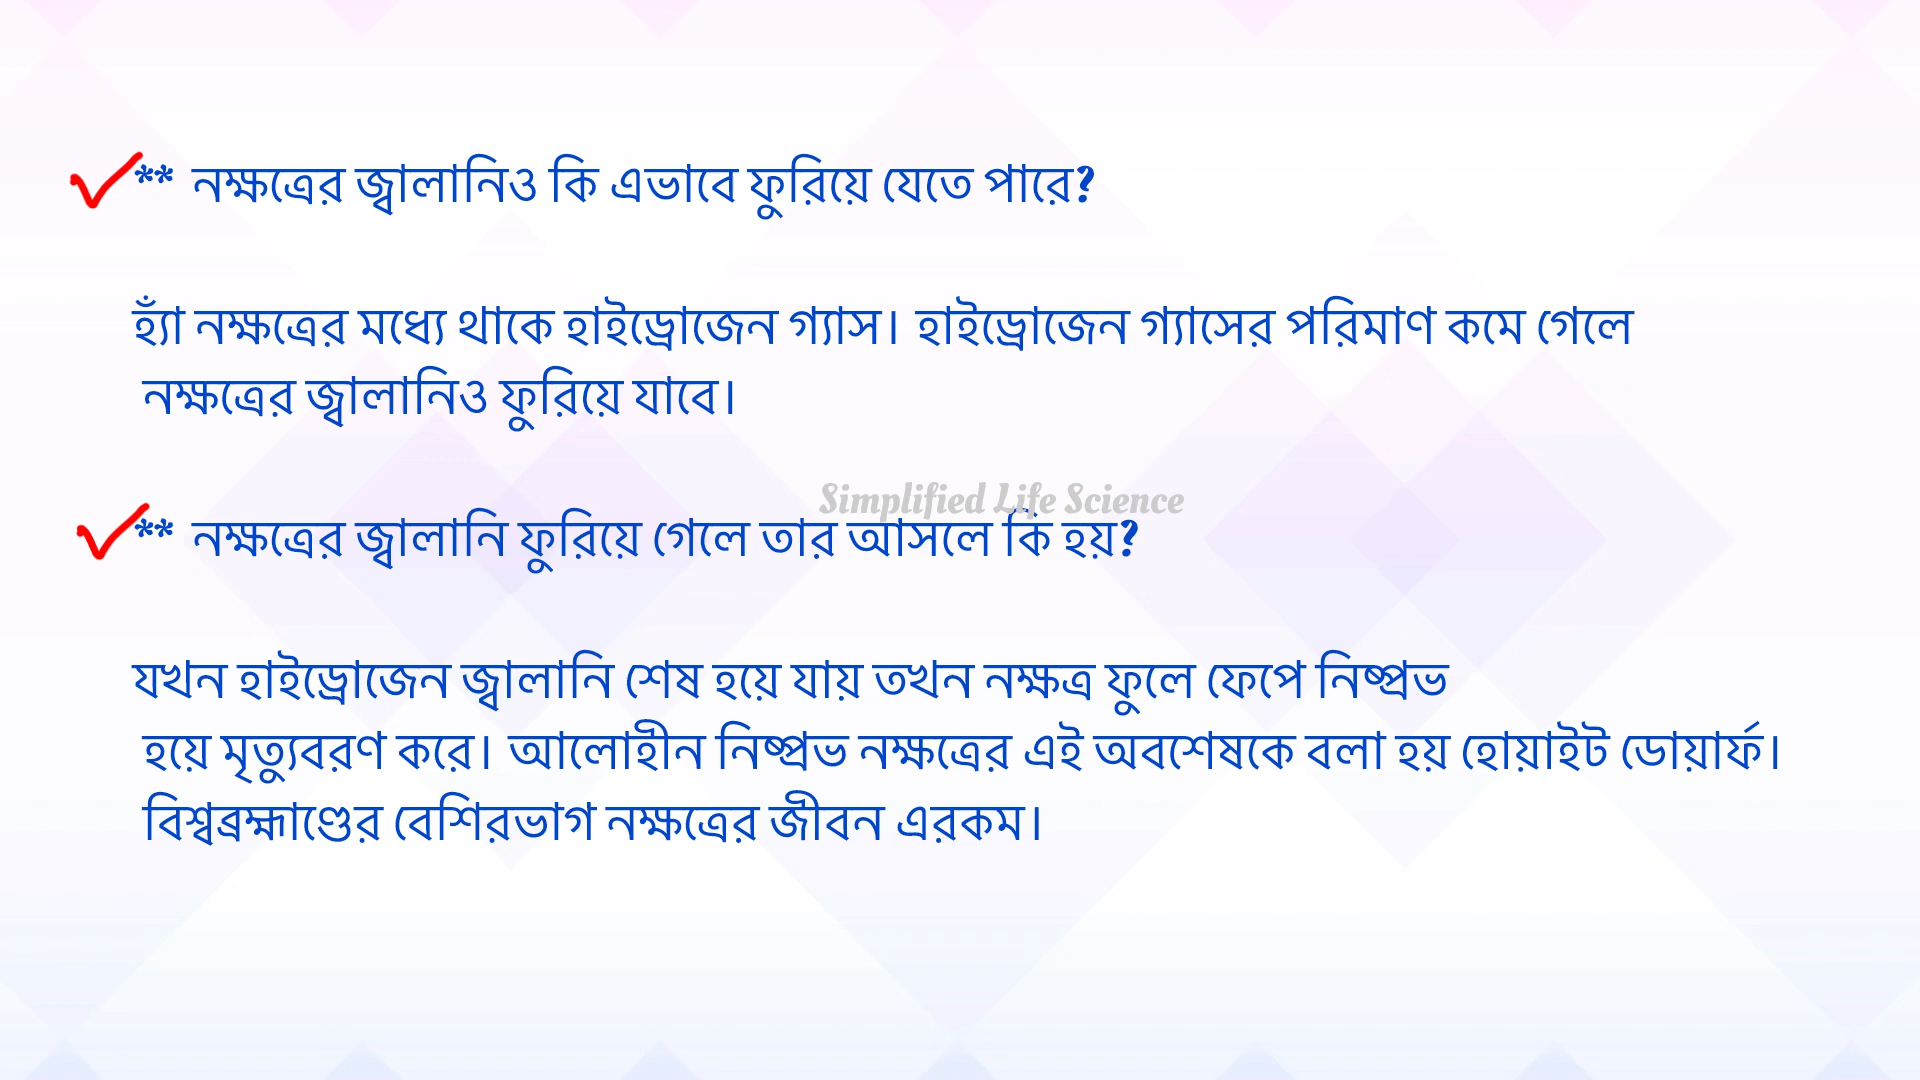 ** নক্ষত্রের জ্বালানিও কি এভাবে ফুরিয়ে যেতে পারে?
হ্যাঁ নক্ষত্রের মধ্যে থাকে হাইড্রোজেন গ্যাস। হাইড্রোজেন গ্যাসের পরিমাণ কমে গেলে
নক্ষত্রের জ্বালানিও ফুরিয়ে যাবে।
Simplified Life Science
** নক্ষত্রের জ্বালানি ফুরিয়ে গেলে তার আসলে কি হয়?
যখন হাইড্রোজেন জ্বালানি শেষ হয়ে যায় তখন নক্ষত্র ফুলে ফেপে নিষ্প্রভ
হয়ে মৃত্যুবরণ করে। আলোহীন নিষ্প্রভ নক্ষত্রের এই অবশেষকে বলা হয় হোয়াইট ডোয়ার্ফ।
বিশ্বব্রহ্মাণ্ডের বেশিরভাগ নক্ষত্রের জীবন এরকম।